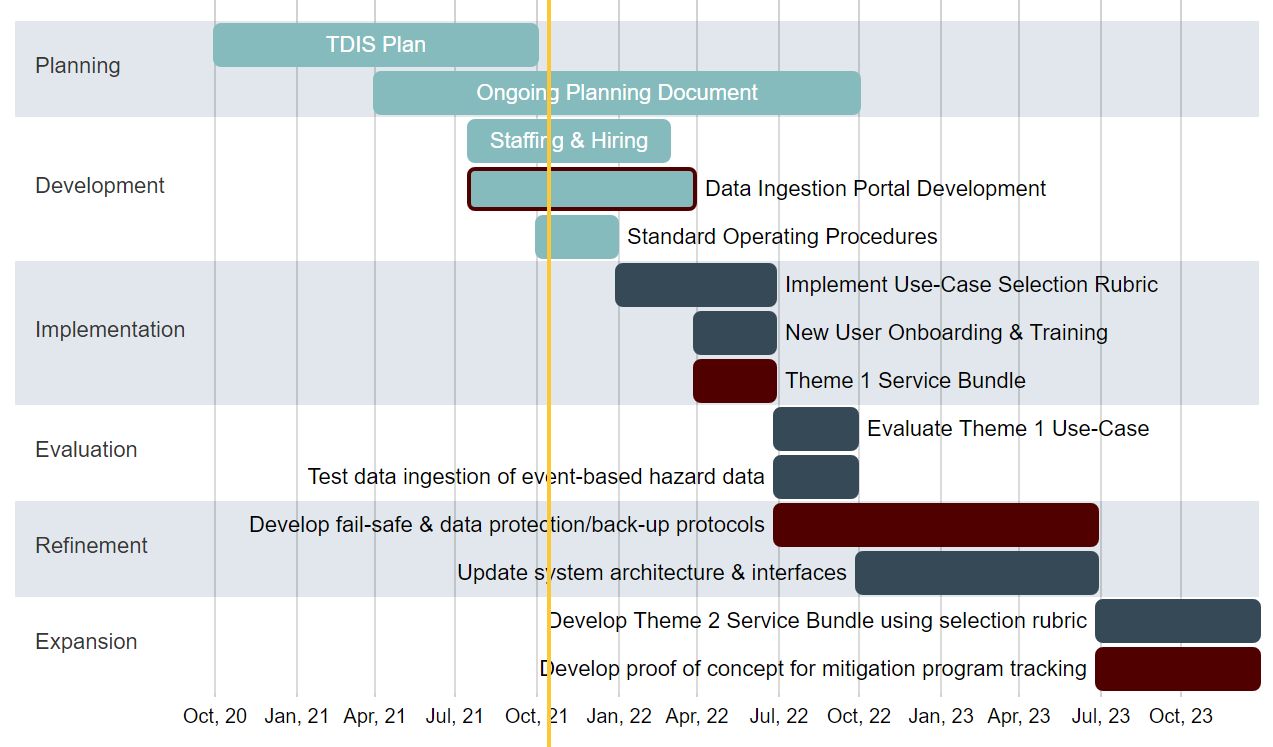 Planning
TDIS Plan
Ongoing Planning Document
Development
Staffing & Hiring
Data Ingestion Portal Development
Standard Operating Procedures
Implementation
Implement Use-Case Selection Rubric
New User Onboarding & Training
Theme 1 Service Bundle
Evaluation
Evaluate Theme 1 Use-Case
Test data ingestion of event-based hazard data
Refinement
Develop fail-safe & data protection/back-up protocols
Update system architecture & interfaces
Expansion
Develop Theme 2 Service Bundle using selection rubric
Develop proof of concept for mitigation program tracking
Oct, 20 Jan, 21 Apr, 21 Jul, 21 Oct, 21 Jan, 22 Apr, 22 Jul, 22 Oct, 22 Jan, 23 Apr, 23 Jul, 23 Oct, 23